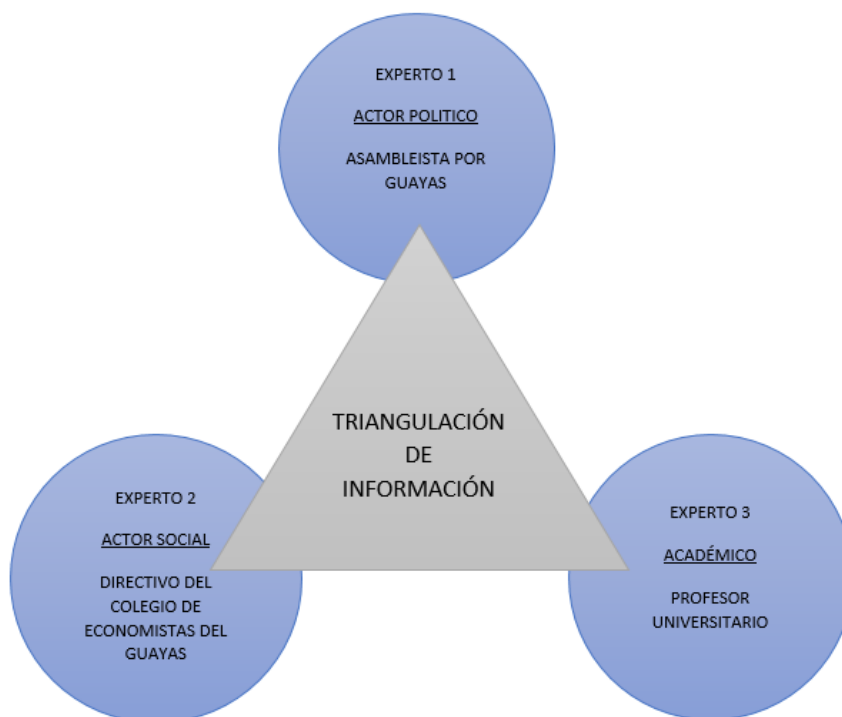 EXPERTO 1
ACTOR POLITICO
ASAMBLEISTA POR
GUAYAS
TRIANGULACIÓN
DE
INFORMACIÓN
EXPERTO 2
ACTOR SOCIAL
DIRECTIVO DEL
COLEGIO DE
ECONOMISTAS DEL
GUAYAS
EXPERTO 3
ACADÉMICO
PROFESOR
UNIVERSITARIO